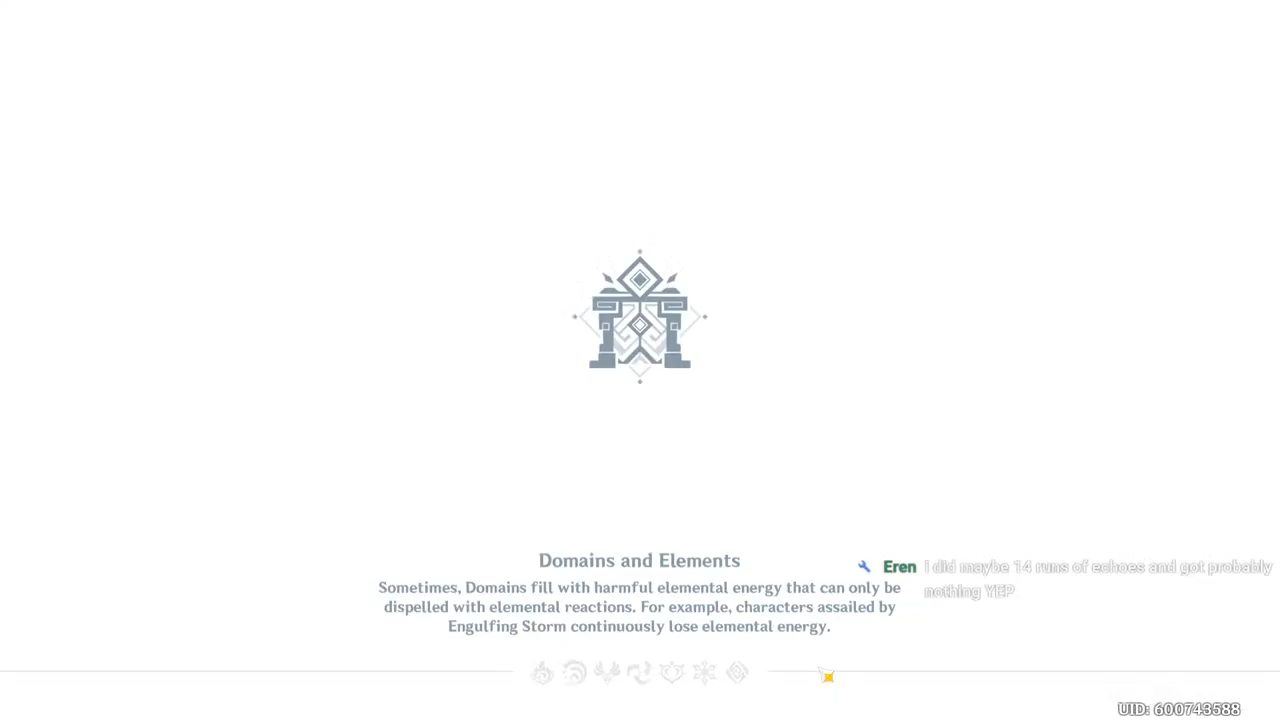 Domains and Elements
Sometimes, Domains fill with harmful elemental energy that can only be
dispelled with elemental reactions. For example, characters assailed by
Engulfing Storm continuously lose elemental energy.
Eren i did maybe 14 runs of echoes and got probably
nothing YEP
UID: 600743588